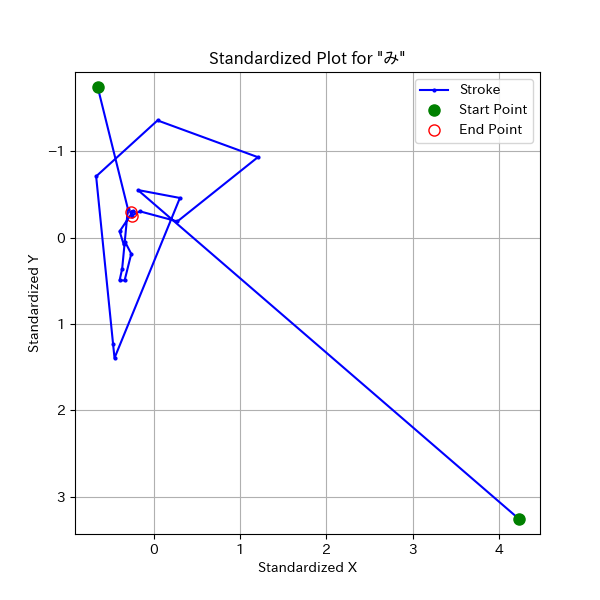 Standardized Plot for "み"
Stroke
Start Point
End Point
Standardized Y
−1
0
1
2
3
0 1 2 3 4
Standardized X